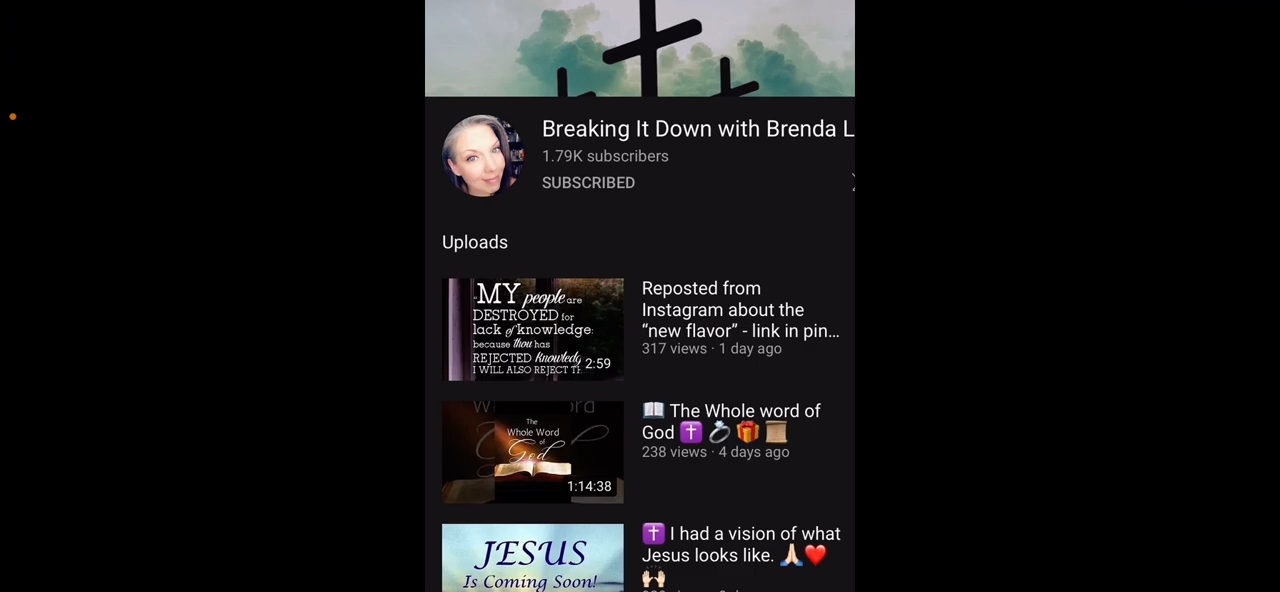 Breaking It Down with Brenda L
1.79K subscribers
SUBSCRIBED
Uploads
"MY people are
DESTROYED for
lack of knowledge:
because thou has
REJECTED knowledg
I WILL ALSO REJECT TH
2:59
Reposted from
Instagram about the
“new flavor” - link in pin...
317 views · 1 day ago
The
Whole Word
of
God
1:14:38
📖 The Whole word of
God ✝️ 💍 🎁 📜
238 views · 4 days ago
JESUS
Is Coming Soon!
✝️ I had a vision of what
Jesus looks like. 🙏🏻❤️
🙌🏻